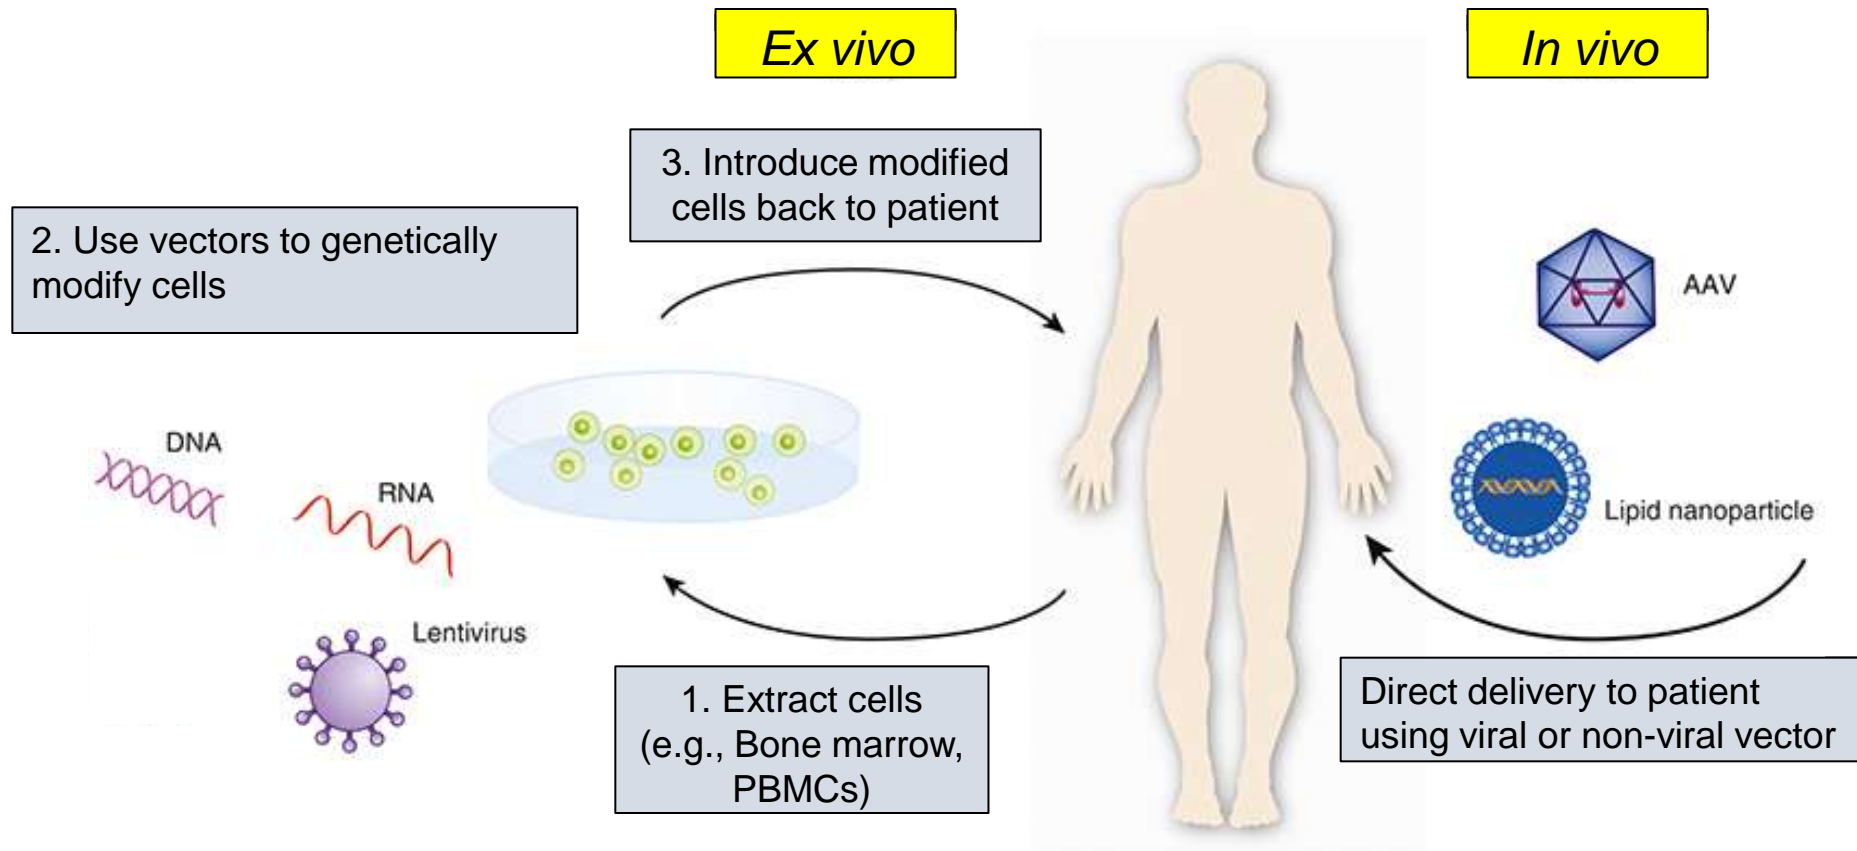 Ex vivo
In vivo
3. Introduce modified
cells back to patient
2. Use vectors to genetically
modify cells
AAV
DNA
RNA
Lipid nanoparticle
Lentivirus
1. Extract cells
(e.g., Bone marrow,
PBMCs)
Direct delivery to patient
using viral or non-viral vector